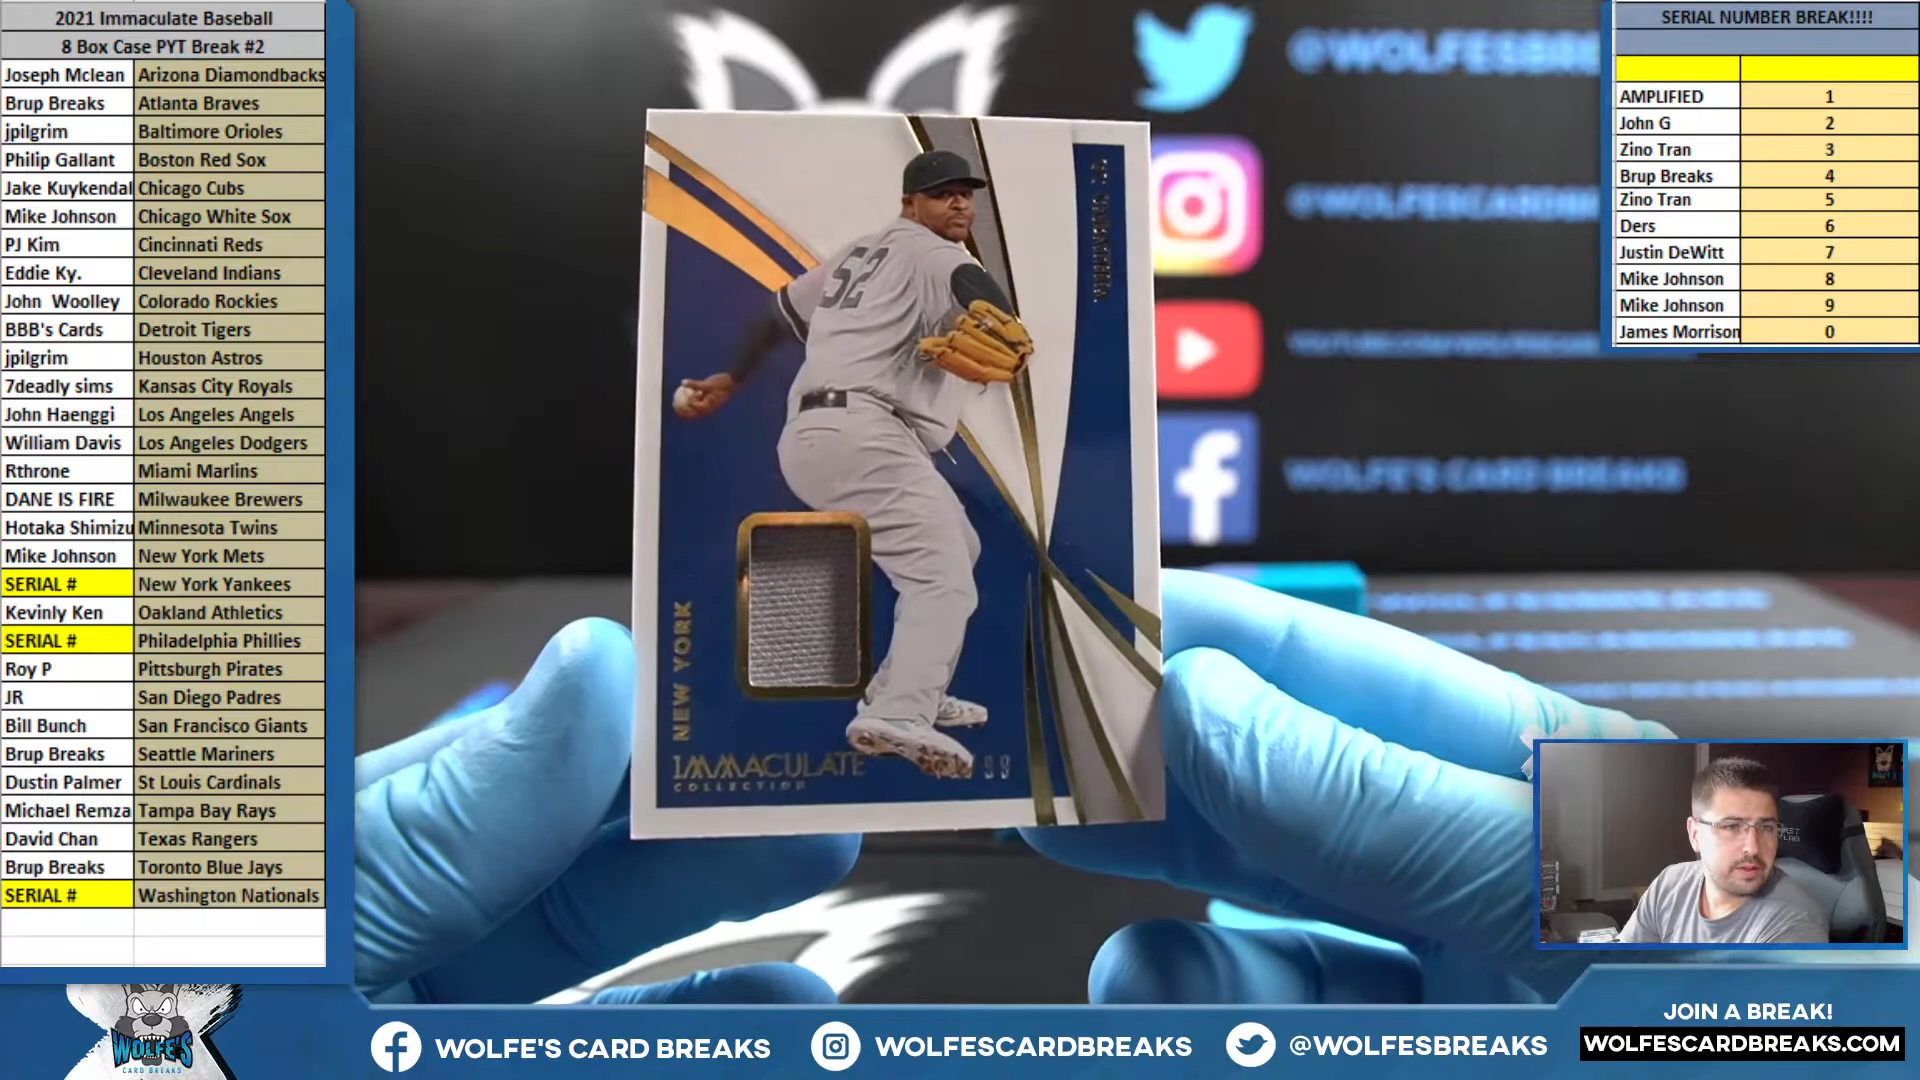 2021 Immaculate Baseball
8 Box Case PYT Break #2
Joseph Mclean Arizona Diamondbacks
Brup Breaks Atlanta Braves
jpilgrim Baltimore Orioles
Philip Gallant Boston Red Sox
Jake Kuykendal Chicago Cubs
Mike Johnson Chicago White Sox
PJ Kim Cincinnati Reds
Eddie Ky. Cleveland Indians
John Woolley Colorado Rockies
BBB's Cards Detroit Tigers
jpilgrim Houston Astros
7deadly sims Kansas City Royals
John Haenggi Los Angeles Angels
William Davis Los Angeles Dodgers
Rthrone Miami Marlins
DANE IS FIRE Milwaukee Brewers
Hotaka Shimizu Minnesota Twins
Mike Johnson New York Mets
SERIAL # New York Yankees
Kevinly Ken Oakland Athletics
SERIAL # Philadelphia Phillies
Roy P Pittsburgh Pirates
JR San Diego Padres
Bill Bunch San Francisco Giants
Brup Breaks Seattle Mariners
Dustin Palmer St Louis Cardinals
Michael Remza Tampa Bay Rays
David Chan Texas Rangers
Brup Breaks Toronto Blue Jays
SERIAL # Washington Nationals
@WOLFESBRE
@WOLFESCARDBR
WOLFE'S CARD BREAKS
52
NEW YORK
IMMACULATE
COLLECTION
99
SERIAL NUMBER BREAK!!!!
AMPLIFIED 1
John G 2
Zino Tran 3
Brup Breaks 4
Zino Tran 5
Ders 6
Justin DeWitt 7
Mike Johnson 8
Mike Johnson 9
James Morrison 0
WOLFE'S
CARD BREAKS
WOLFE'S CARD BREAKS
WOLFESCARDBREAKS
@WOLFESBREAKS
JOIN A BREAK!
WOLFESCARDBREAKS.COM